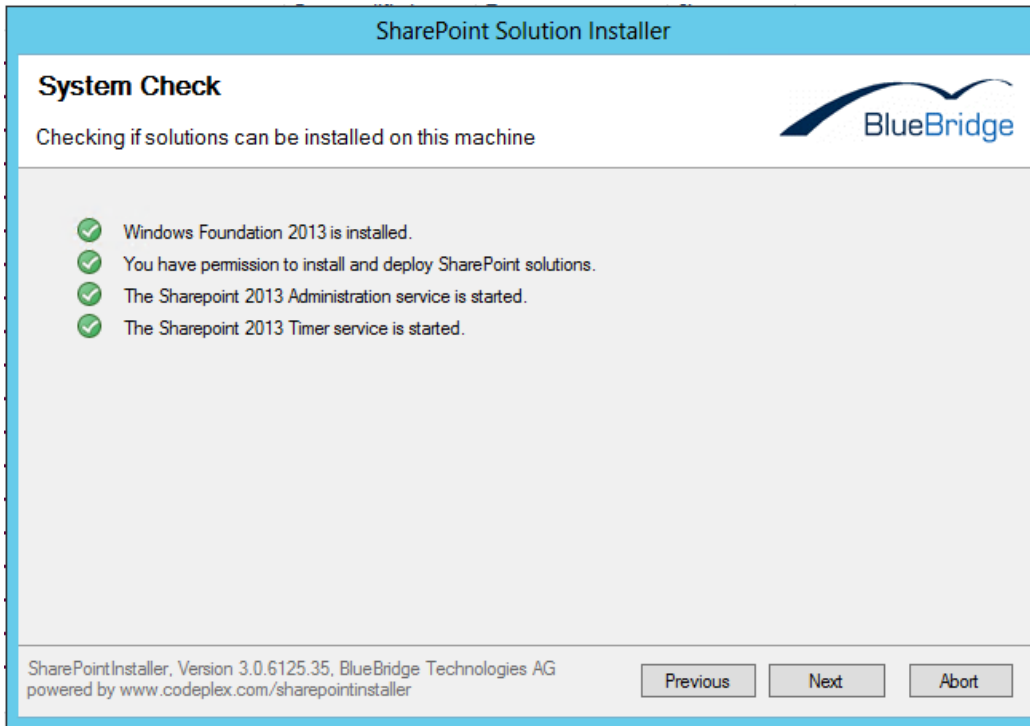 SharePoint Solution Installer
System Check
Checking if solutions can be installed on this machine
BlueBridge
Windows Foundation 2013 is installed.
You have permission to install and deploy SharePoint solutions.
The Sharepoint 2013 Administration service is started.
The Sharepoint 2013 Timer service is started.
SharePointInstaller, Version 3.0.6125.35, BlueBridge Technologies AG
powered by www.codeplex.com/sharepointinstaller
Previous
Next
Abort